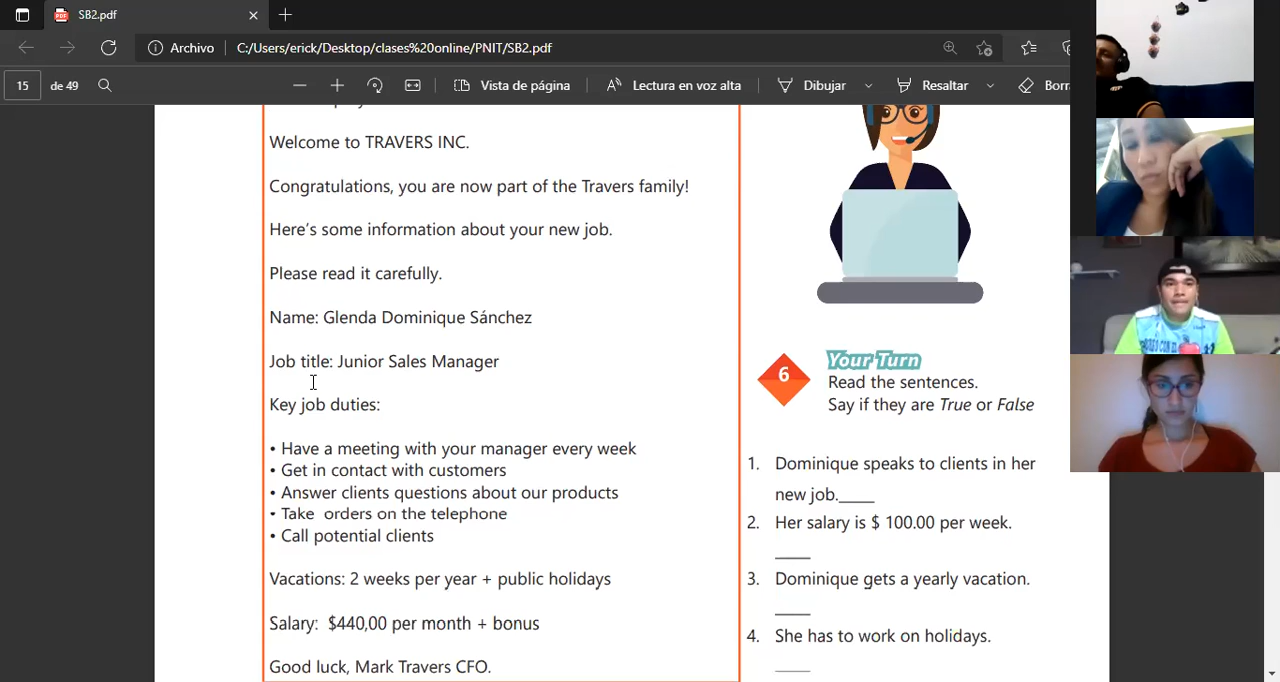 SB2.pdf
Archivo C:/Users/erick/Desktop/clases%20online/PNIT/SB2.pdf
15 de 49 Vista de página Lectura en voz alta Dibujar Resaltar Borra
Welcome to TRAVERS INC.
Congratulations, you are now part of the Travers family!
Here's some information about your new job.
Please read it carefully.
Name: Glenda Dominique Sánchez
Job title: Junior Sales Manager
Key job duties:
• Have a meeting with your manager every week
• Get in contact with customers
• Answer clients questions about our products
• Take orders on the telephone
• Call potential clients
Vacations: 2 weeks per year + public holidays
Salary: $440,00 per month + bonus
Good luck, Mark Travers CFO.
6 Your Turn
Read the sentences.
Say if they are True or False
1. Dominique speaks to clients in her
new job.____
2. Her salary is $ 100.00 per week.
____
3. Dominique gets a yearly vacation.
____
4. She has to work on holidays.
____